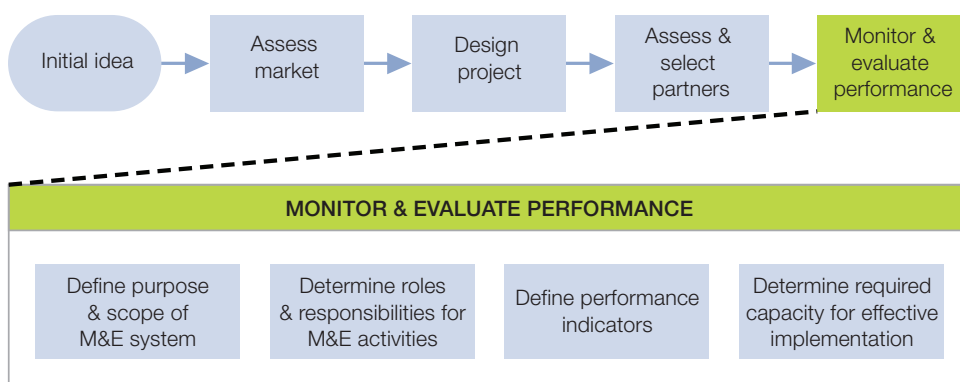 Initial idea
Assess
market
Design
project
Assess &
select
partners
Monitor &
evaluate
performance
MONITOR & EVALUATE PERFORMANCE
Define purpose
& scope of
M&E system
Determine roles
& responsibilities for
M&E activities
Define performance
indicators
Determine required
capacity for effective
implementation